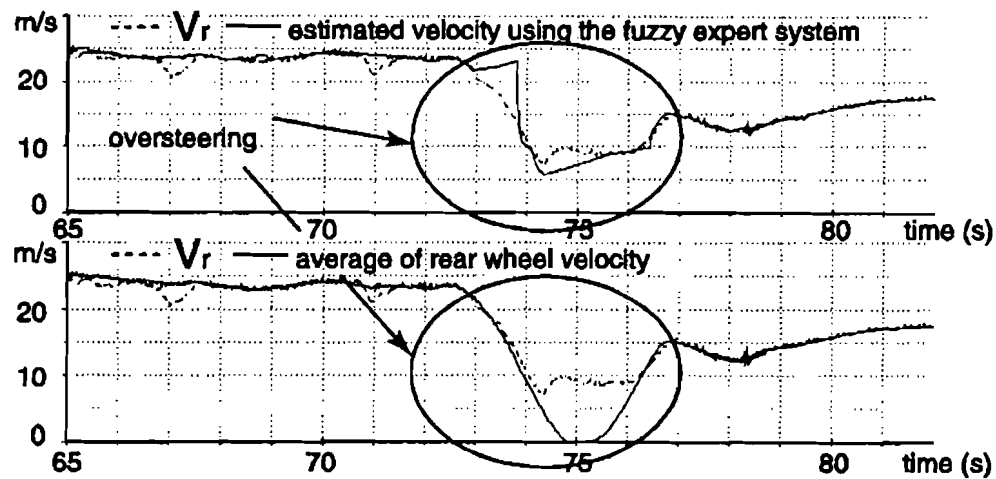 m/s
Vr estimated velocity using the fuzzy expert system
20
oversteering
10
0
65 70 75 80 time (s)
m/s
Vr average of rear wheel velocity
20
10
0
65 70 75 80 time (s)